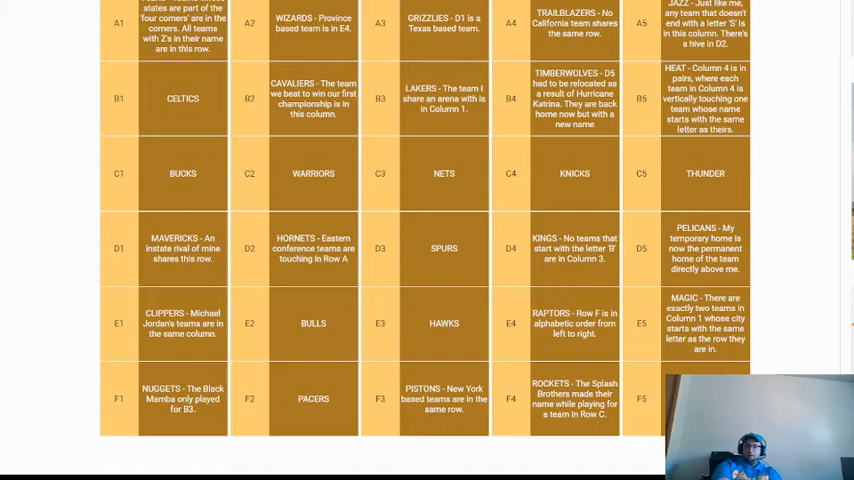 states are part of the
'four corners' are in the
corners. All teams
with Z's in their name
are in this row.
A1
A2
WIZARDS - Province
based team is in E4.
A3
GRIZZLIES - D1 is a
Texas based team.
A4
TRAILBLAZERS - No
California team shares
the same row.
A5
JAZZ - Just like me,
any team that doesn't
end with a letter 'S' is
in this column. There's
a hive in D2.
B1
CELTICS
B2
CAVALIERS - The team
we beat to win our first
championship is in
this column.
B3
LAKERS - The team I
share an arena with is
in Column 1.
B4
TIMBERWOLVES - D5
had to be relocated as
a result of Hurricane
Katrina. They are back
home now but with a
new name
B5
HEAT - Column 4 is in
pairs, where each
team in Column 4 is
vertically touching one
team whose name
starts with the same
letter as theirs.
C1
BUCKS
C2
WARRIORS
C3
NETS
C4
KNICKS
C5
THUNDER
D1
MAVERICKS - An
instate rival of mine
shares this row.
D2
HORNETS - Eastern
conference teams are
touching in Row A
D3
SPURS
D4
KINGS - No teams that
start with the letter 'B'
are in Column 3.
D5
PELICANS - My
temporary home is
now the permanent
home of the team
directly above me.
E1
CLIPPERS - Michael
Jordan's teams are in
the same column.
E2
BULLS
E3
HAWKS
E4
RAPTORS - Row F is in
alphabetic order from
left to right.
E5
MAGIC - There are
exactly two teams in
Column 1 whose city
starts with the same
letter as the row they
are in.
F1
NUGGETS - The Black
Mamba only played
for B3.
F2
PACERS
F3
PISTONS - New York
based teams are in the
same row.
F4
ROCKETS - The Splash
Brothers made their
name while playing for
a team in Row C.
F5